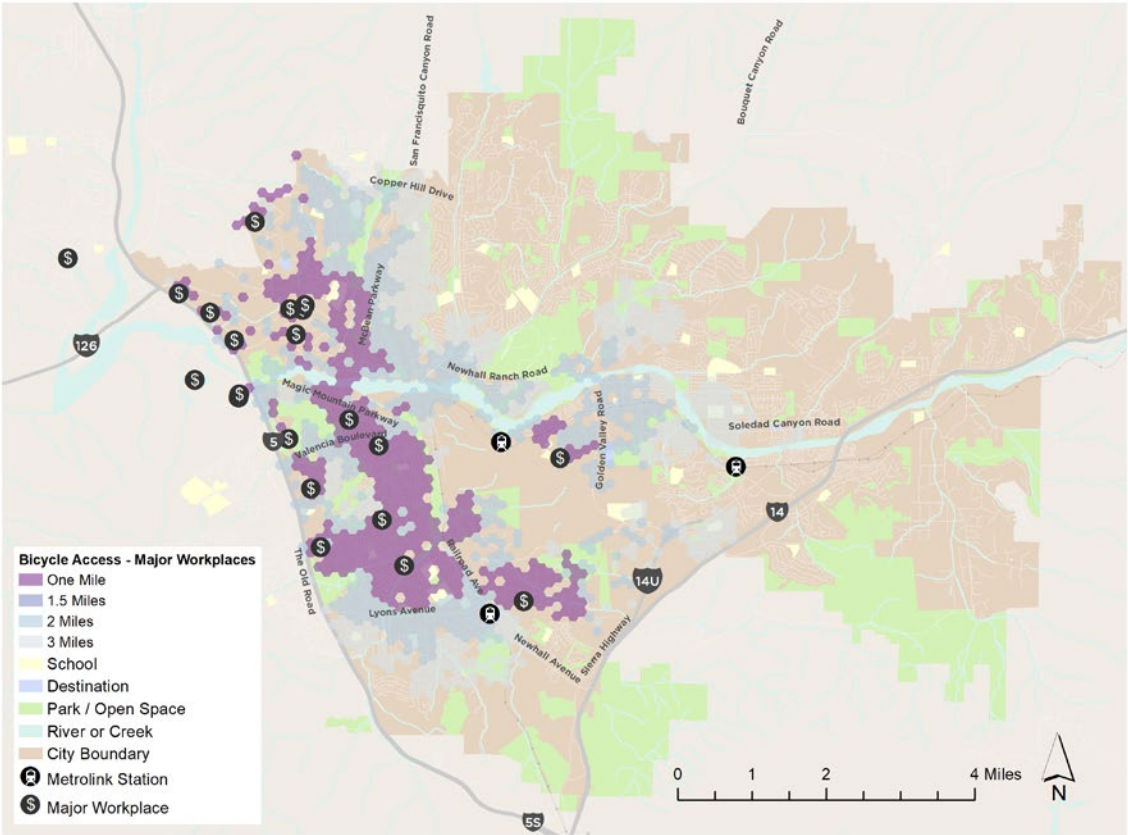 San Francisquito Canyon Road
Bouquet Canyon Road
Copper Hill Drive
McBean Parkway
126
Newhall Ranch Road
Magic Mountain Parkway
Golden Valley Road
Soledad Canyon Road
5
Valencia Boulevard
14
The Old Road
Railroad Ave
14U
Lyons Avenue
Newhall Avenue
Sierra Highway
Bicycle Access - Major Workplaces
One Mile
1.5 Miles
2 Miles
3 Miles
School
Destination
Park / Open Space
River or Creek
City Boundary
Metrolink Station
$ Major Workplace
0 1 2 4 Miles
N
5S